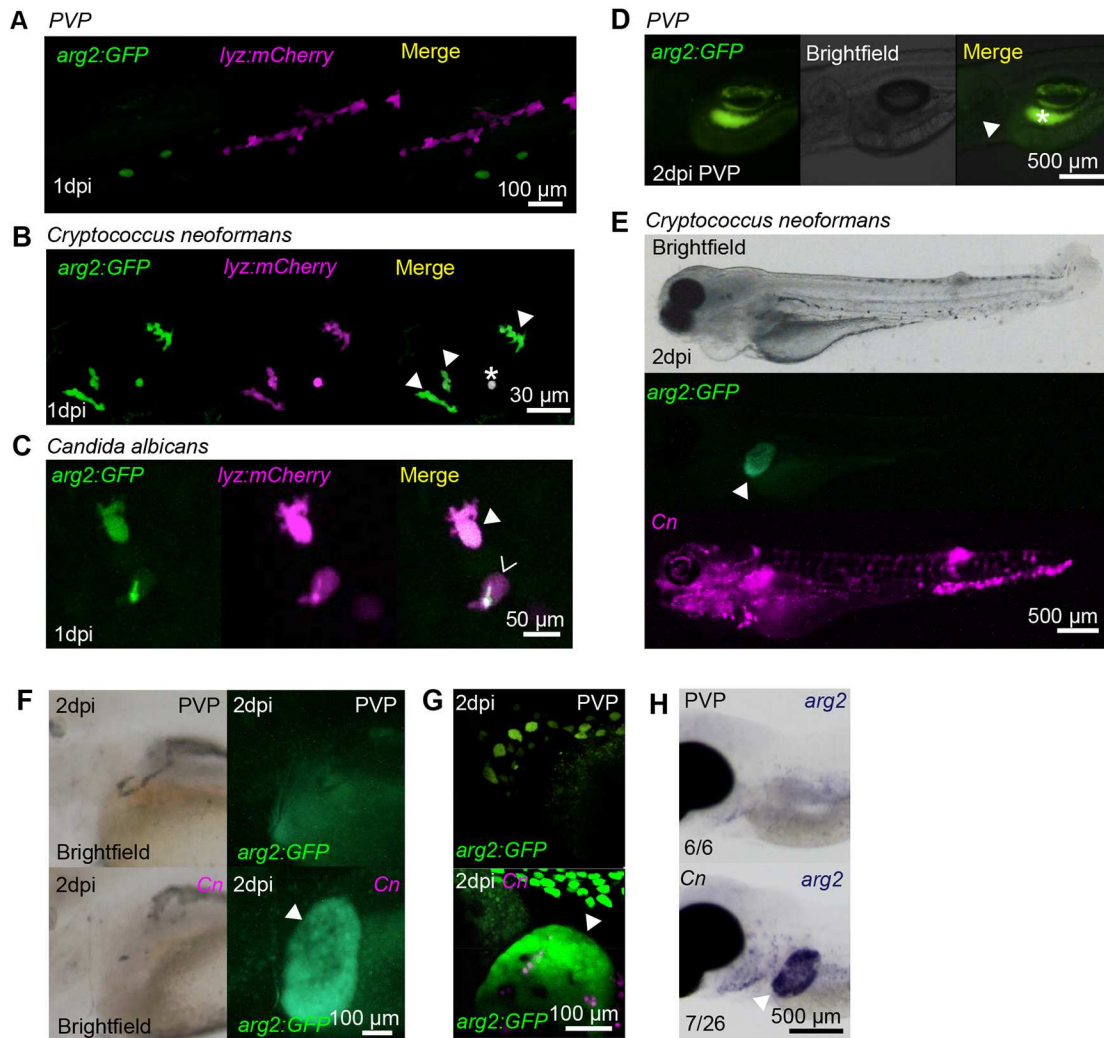 A PVP
arg2:GFP lyz:mCherry Merge
1dpi 100 µm
B Cryptococcus neoformans
arg2:GFP lyz:mCherry Merge
*
1dpi 30 µm
C Candida albicans
arg2:GFP lyz:mCherry Merge
1dpi 50 µm
D PVP
arg2:GFP Brightfield Merge
*
2dpi PVP 500 µm
E Cryptococcus neoformans
Brightfield
2dpi
arg2:GFP
Cn
500 µm
F 2dpi PVP 2dpi PVP
Brightfield arg2:GFP
2dpi Cn 2dpi Cn
Brightfield arg2:GFP 100 µm
G 2dpi PVP
arg2:GFP
2dpi Cn
arg2:GFP 100 µm
H PVP arg2
6/6
Cn arg2
7/26 500 µm